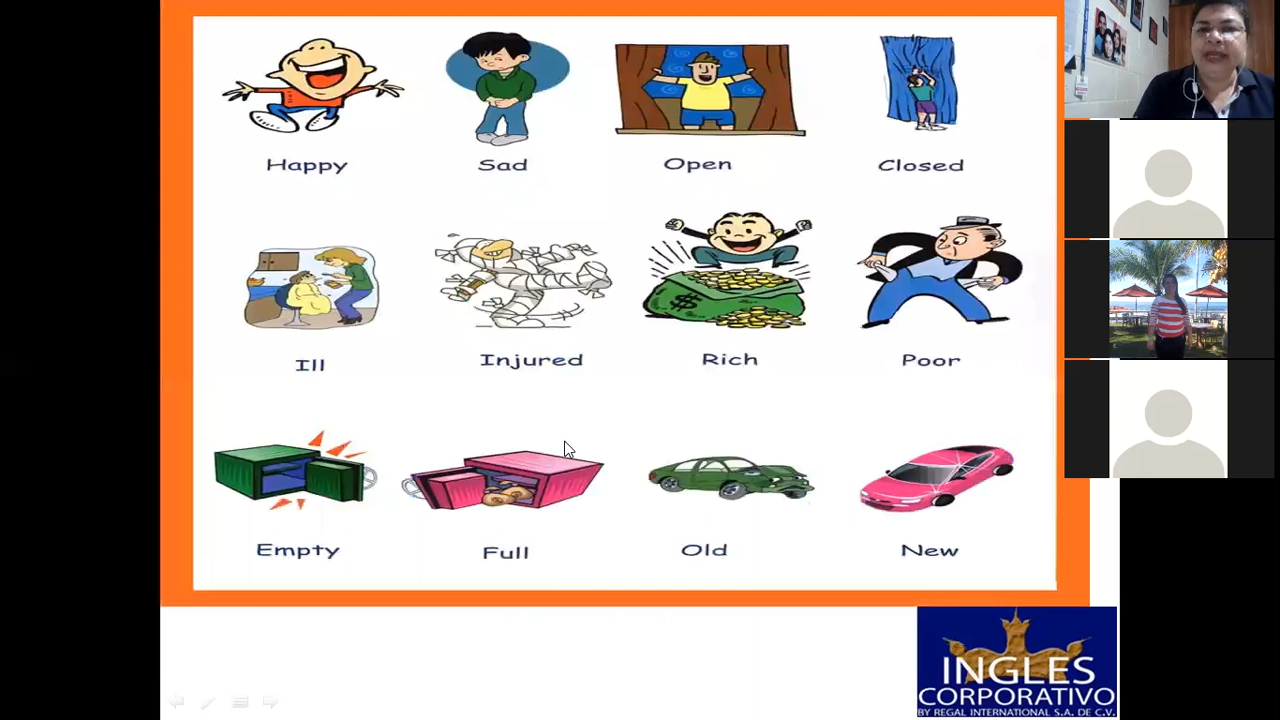 Happy
Sad
Open
Closed
Ill
Injured
Rich
Poor
Empty
Full
Old
New
INGLES
CORPORATIVO
BY REGAL INTERNATIONAL S.A. DE C.V.